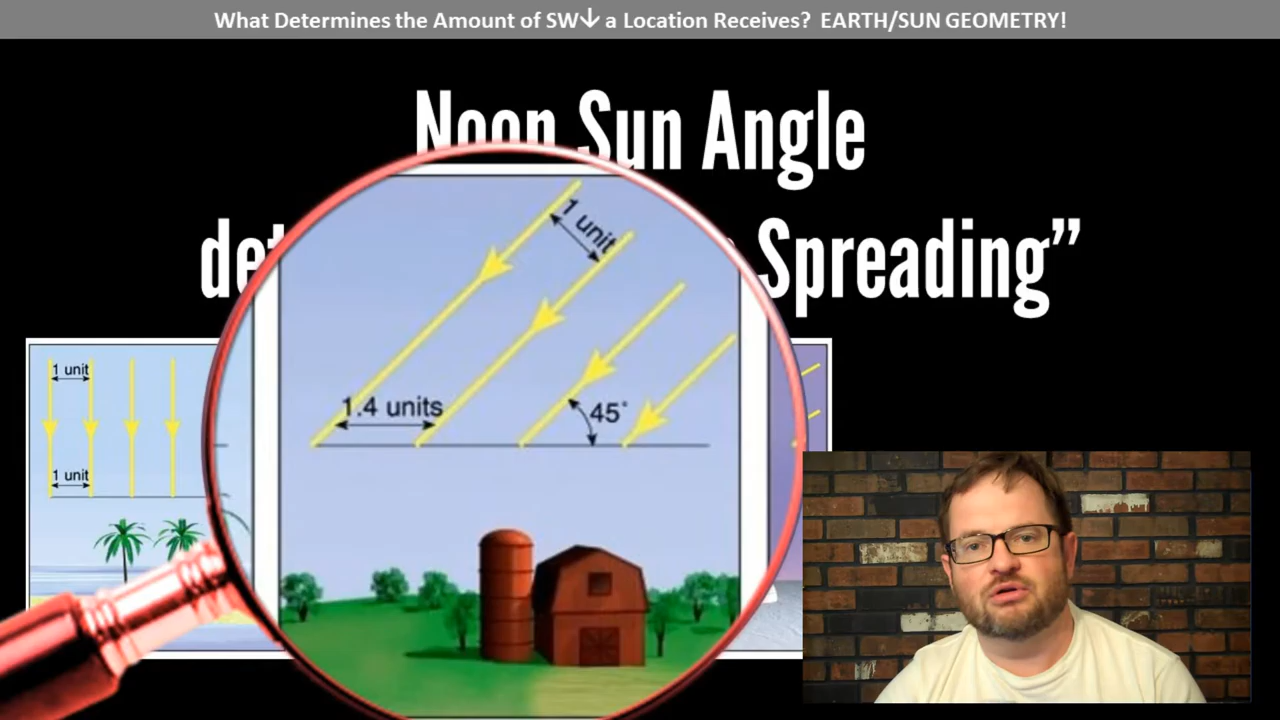 What Determines the Amount of SW↓ a Location Receives? EARTH/SUN GEOMETRY!
Noon Sun Angle
Spreading”
1 unit
1.4 units
45°
1 unit
1 unit